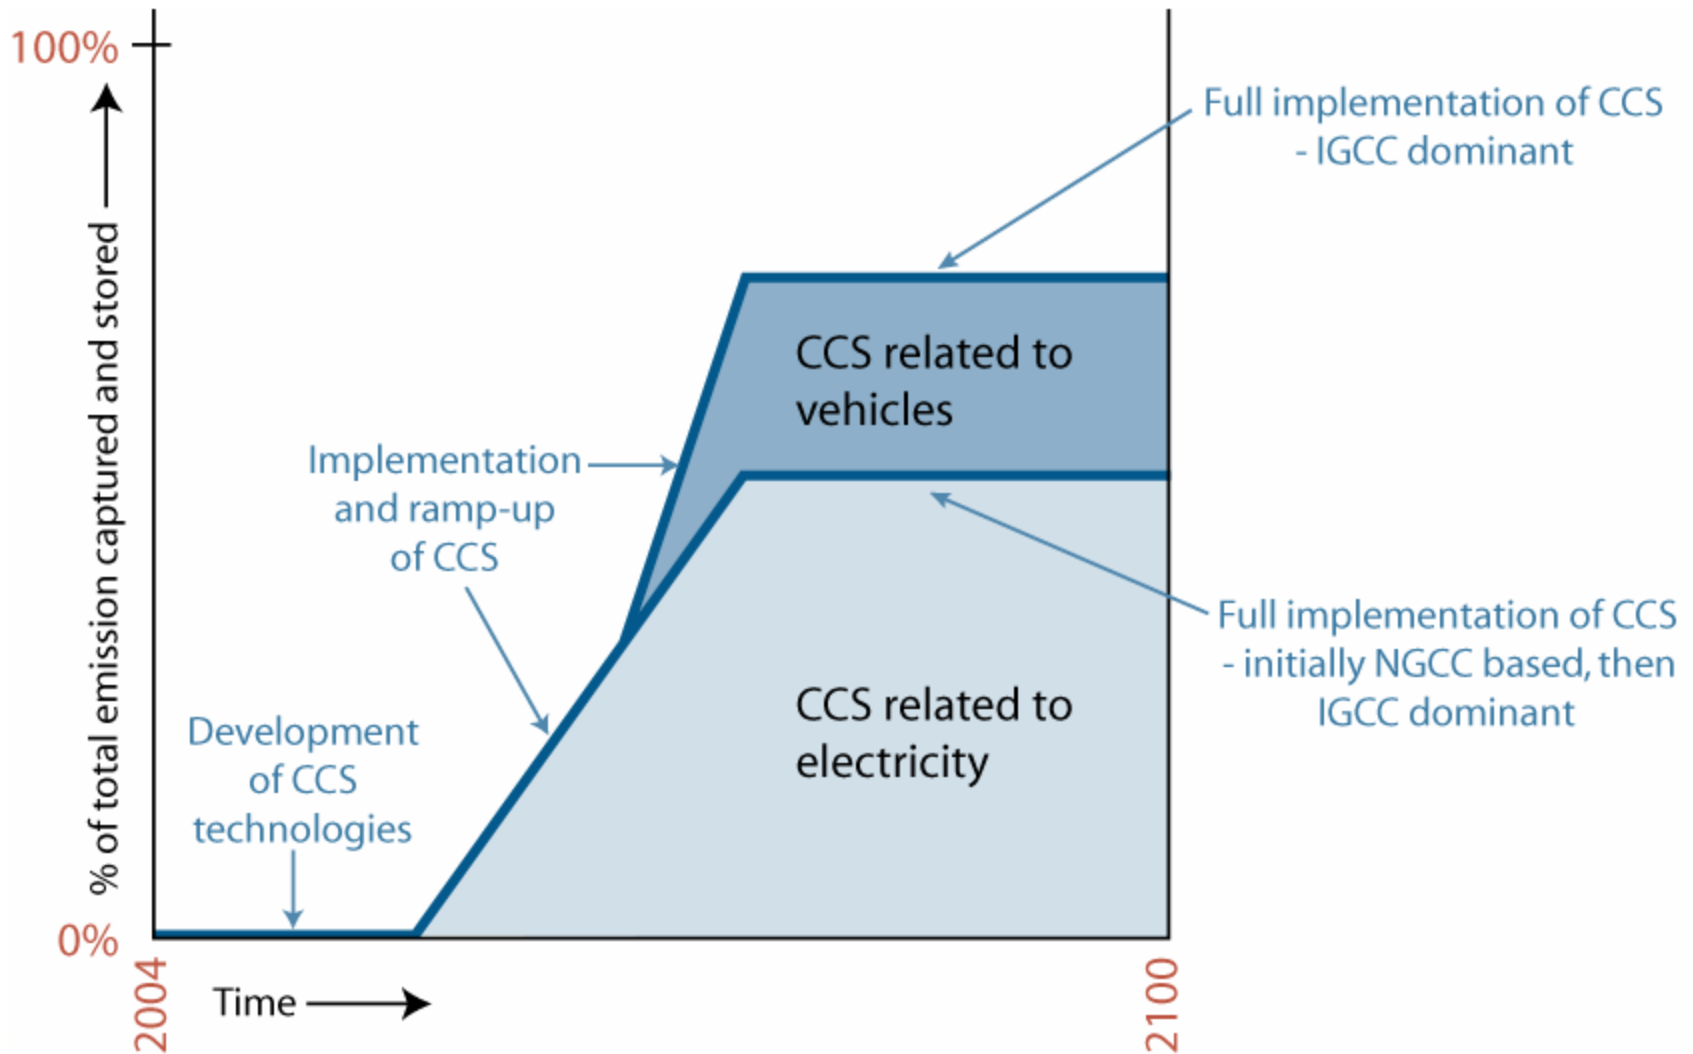 100%
% of total emission captured and stored
0%
2004
Time
2100
Development
of CCS
technologies
Implementation
and ramp-up
of CCS
CCS related to
vehicles
CCS related to
electricity
Full implementation of CCS
- IGCC dominant
Full implementation of CCS
- initially NGCC based, then
IGCC dominant